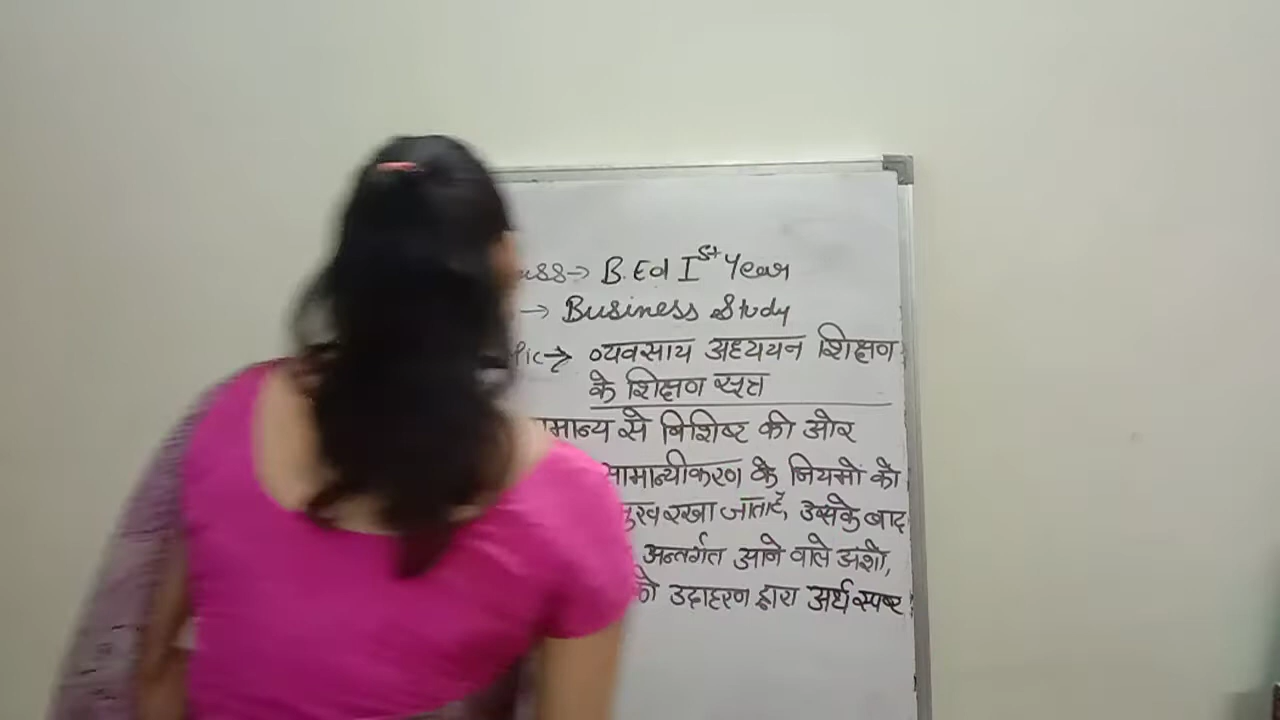 → B.Ed Ist Year
→ Business Study
→ व्यवसाय अध्ययन शिक्षण
के शिक्षण सूत्र
से विशिष्ट की ओर
सामान्यीकरण के नियमों को
रखा जाता है, उसके बाद
अन्तर्गत आने वाले अंशो,
को उदाहरण द्वारा अर्थ स्पष्ट